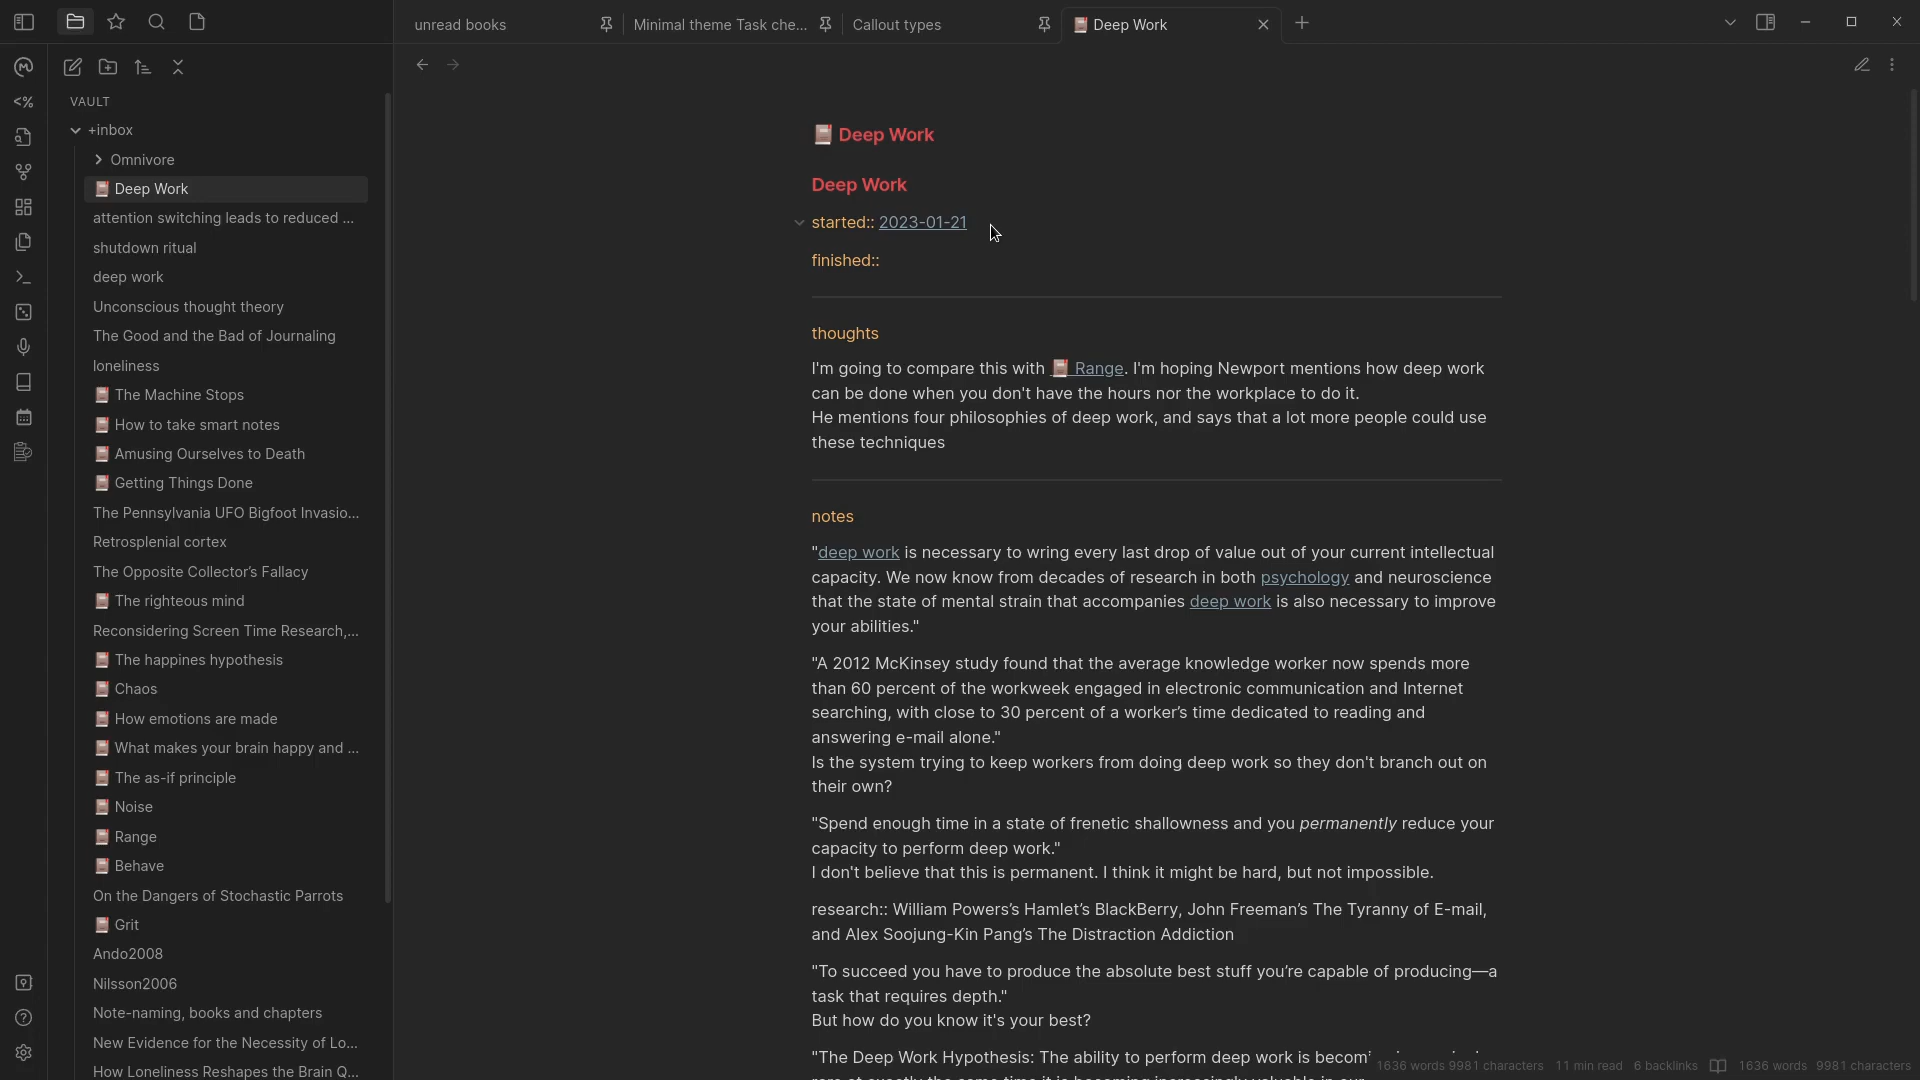 unread books
Minimal theme Task che...
Callout types
📕 Deep Work
VAULT
+inbox
Omnivore
📕 Deep Work
attention switching leads to reduced ...
shutdown ritual
deep work
Unconscious thought theory
The Good and the Bad of Journaling
loneliness
📕 The Machine Stops
📕 How to take smart notes
📕 Amusing Ourselves to Death
📕 Getting Things Done
The Pennsylvania UFO Bigfoot Invasio...
Retrosplenial cortex
The Opposite Collector’s Fallacy
📕 The righteous mind
Reconsidering Screen Time Research,...
📕 The happines hypothesis
📕 Chaos
📕 How emotions are made
📕 What makes your brain happy and ...
📕 The as-if principle
📕 Noise
📕 Range
📕 Behave
On the Dangers of Stochastic Parrots
📕 Grit
Ando2008
Nilsson2006
Note-naming, books and chapters
New Evidence for the Necessity of Lo...
How Loneliness Reshapes the Brain Q...
📕 Deep Work
Deep Work
started:: 2023-01-21
finished::
thoughts
I'm going to compare this with 📕 Range. I'm hoping Newport mentions how deep work
can be done when you don't have the hours nor the workplace to do it.
He mentions four philosophies of deep work, and says that a lot more people could use
these techniques
notes
"deep work is necessary to wring every last drop of value out of your current intellectual
capacity. We now know from decades of research in both psychology and neuroscience
that the state of mental strain that accompanies deep work is also necessary to improve
your abilities."
"A 2012 McKinsey study found that the average knowledge worker now spends more
than 60 percent of the workweek engaged in electronic communication and Internet
searching, with close to 30 percent of a worker’s time dedicated to reading and
answering e-mail alone."
Is the system trying to keep workers from doing deep work so they don't branch out on
their own?
"Spend enough time in a state of frenetic shallowness and you permanently reduce your
capacity to perform deep work."
I don't believe that this is permanent. I think it might be hard, but not impossible.
research:: William Powers’s Hamlet’s BlackBerry, John Freeman’s The Tyranny of E-mail,
and Alex Soojung-Kin Pang’s The Distraction Addiction
"To succeed you have to produce the absolute best stuff you’re capable of producing—a
task that requires depth."
But how do you know it's your best?
"The Deep Work Hypothesis: The ability to perform deep work is
1636 words 9981 characters 11 min read 6 backlinks 1636 words 9981 characters